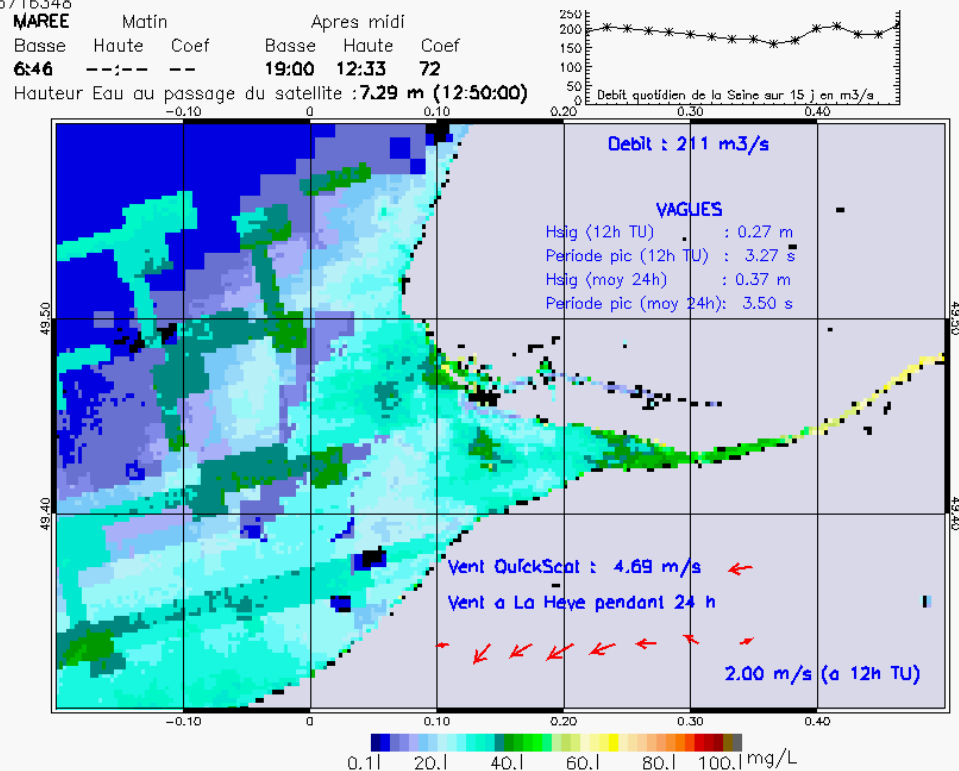 MAREE Matin Apres midi
Basse Haute Coef Basse Haute Coef
6:46 --:-- -- 19:00 12:33 72
Hauteur Eau au passage du satellite :7.29 m (12:50:00)
250
200
150
100
50
0
Debit quotidien de la Seine sur 15 j en m3/s
-0.10 0 0.10 0.20 0.30 0.40
Debit : 211 m3/s
VAGUES
Hsig (12h TU) : 0.27 m
Periode pic (12h TU) : 3.27 s
Hsig (moy 24h) : 0.37 m
Periode pic (moy 24h): 3.50 s
49.50 49.50
49.40 49.40
Vent QuickScat : 4.69 m/s
Vent a La Heve pendant 24 h
2.00 m/s (a 12h TU)
-0.10 0 0.10 0.20 0.30 0.40
0.1| 20.| 40.| 60.| 80.| 100.| mg/L